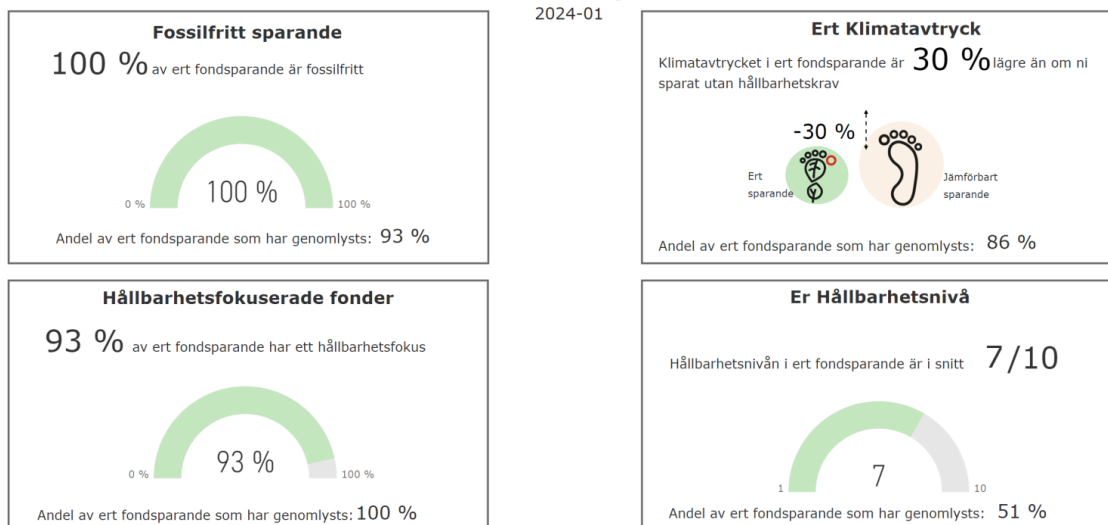 2024-01
Fossilfritt sparande
100 % av ert fondsparande är fossilfritt
100 %
0 %
100 %
Andel av ert fondsparande som har genomlysts: 93 %
Ert Klimatavtryck
Klimatavtrycket i ert fondsparande är 30 % lägre än om ni
sparat utan hållbarhetskrav
-30 %
Ert
sparande
Jämförbart
sparande
Andel av ert fondsparande som har genomlysts: 86 %
Hållbarhetsfokuserade fonder
93 % av ert fondsparande har ett hållbarhetsfokus
93 %
0 %
100 %
Andel av ert fondsparande som har genomlysts: 100 %
Er Hållbarhetsnivå
Hållbarhetsnivån i ert fondsparande är i snitt 7/10
7
1
10
Andel av ert fondsparande som har genomlysts: 51 %